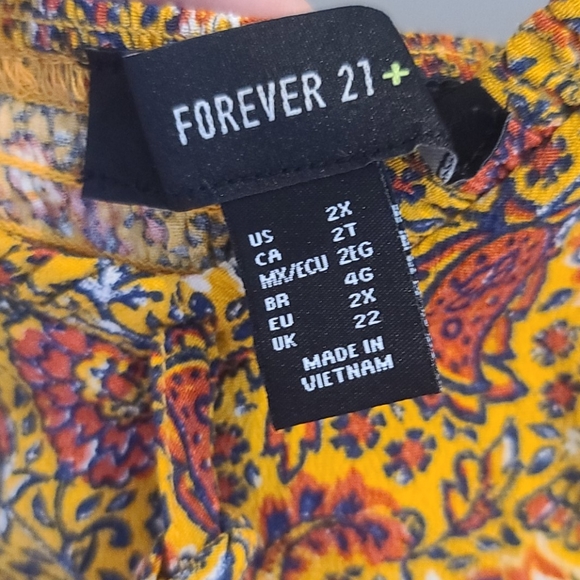 FOREVER 21+
US 2X
CA 2T
MX/ECU 2EG
BR 4G
EU 2X
UK 22
MADE IN
VIETNAM